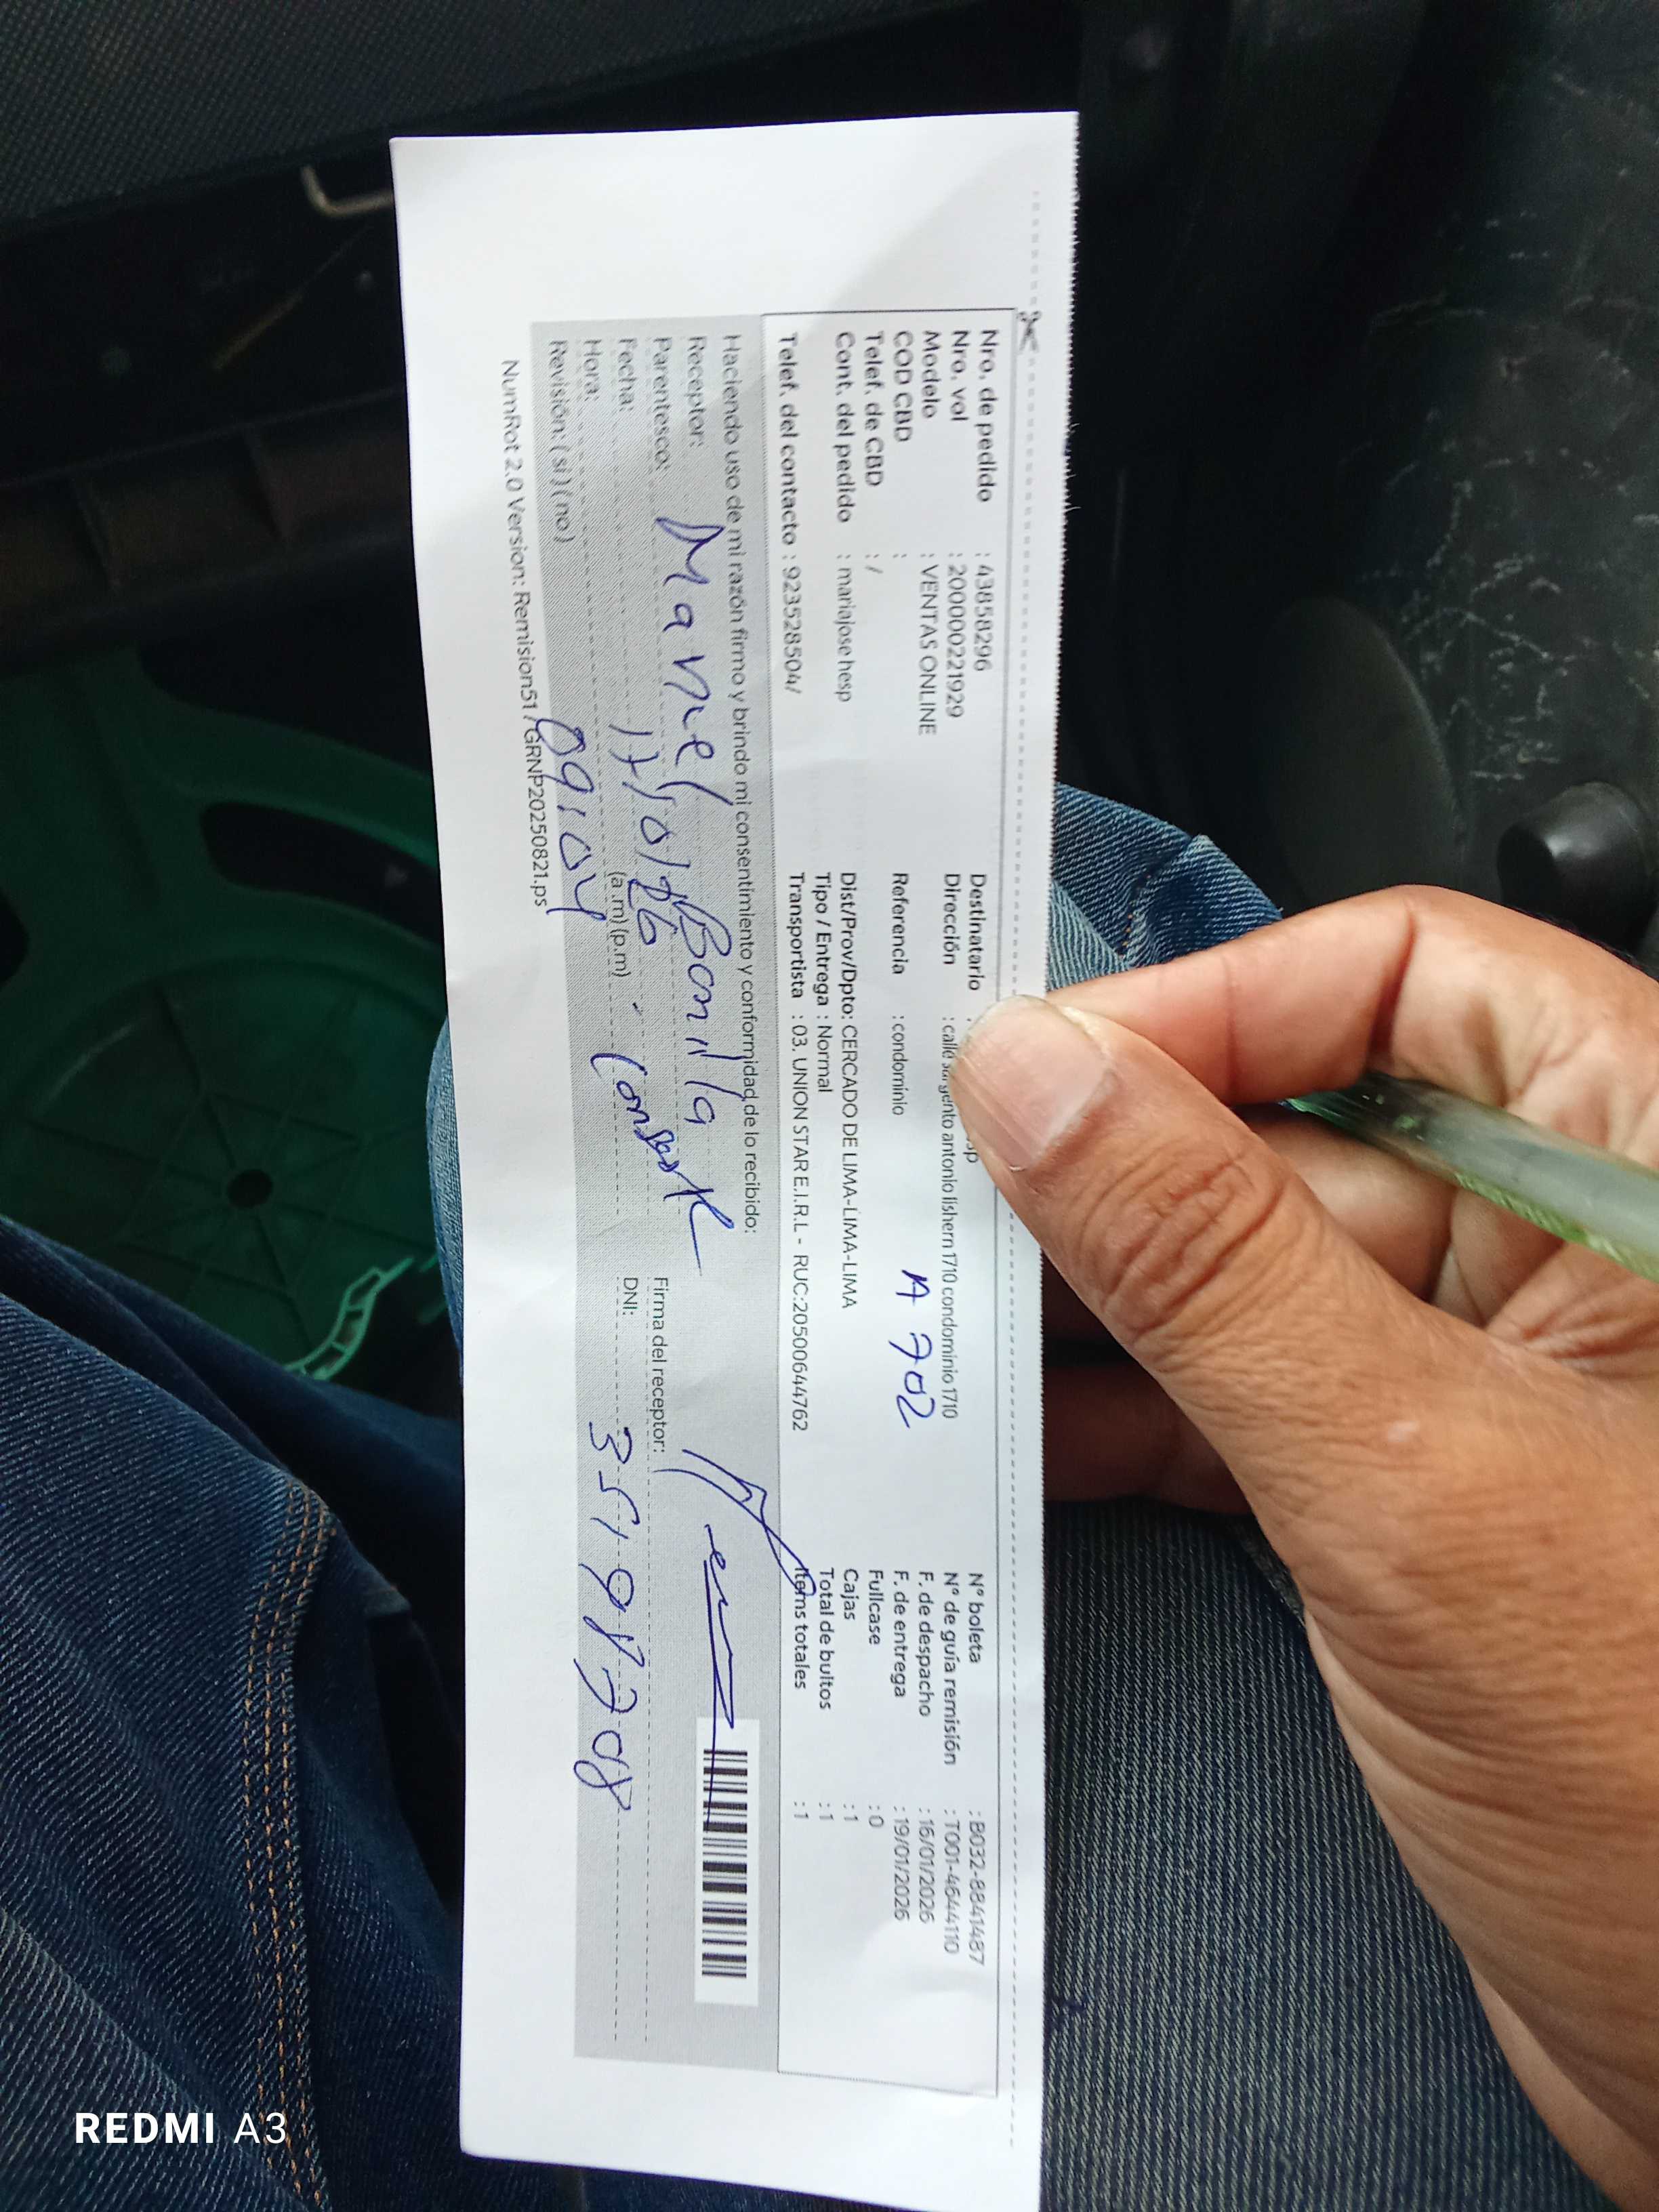 Nro. de pedido : 43858296
Nro. vol : 200000221929
Modelo : VENTAS ONLINE
COD CBD :
Telef. de CBD : /
Cont. del pedido : mariajose hesp
Telef. del contacto : 923528504/
Destinatario :
Dirección : calle sargento antonio lishern 1710 condominio 1710
Referencia : condominio
A 702
Dist/Prov/Dpto: CERCADO DE LIMA-LIMA-LIMA
Tipo / Entrega : Normal
Transportista : 03. UNION STAR E.I.R.L - RUC:20500644762
N° boleta : B032-8841487
N° de guía remisión : T001-4644110
F. de despacho : 16/01/2026
F. de entrega : 19/01/2026
Fullcase : 0
Cajas : 1
Total de bultos : 1
Items totales : 1
Haciendo uso de mi razón firmo y brindo mi consentimiento y conformidad de lo recibido:
Receptor: Manuel Bonilla
Parentesco:
Fecha: 17/01/26
Hora: 09:04 (a.m) (p.m)
Revisión: ( si ) ( no )
Firma del receptor:
DNI:
NumRot 2.0 Version: Remision51 / GRNP20250821.ps
REDMI A3